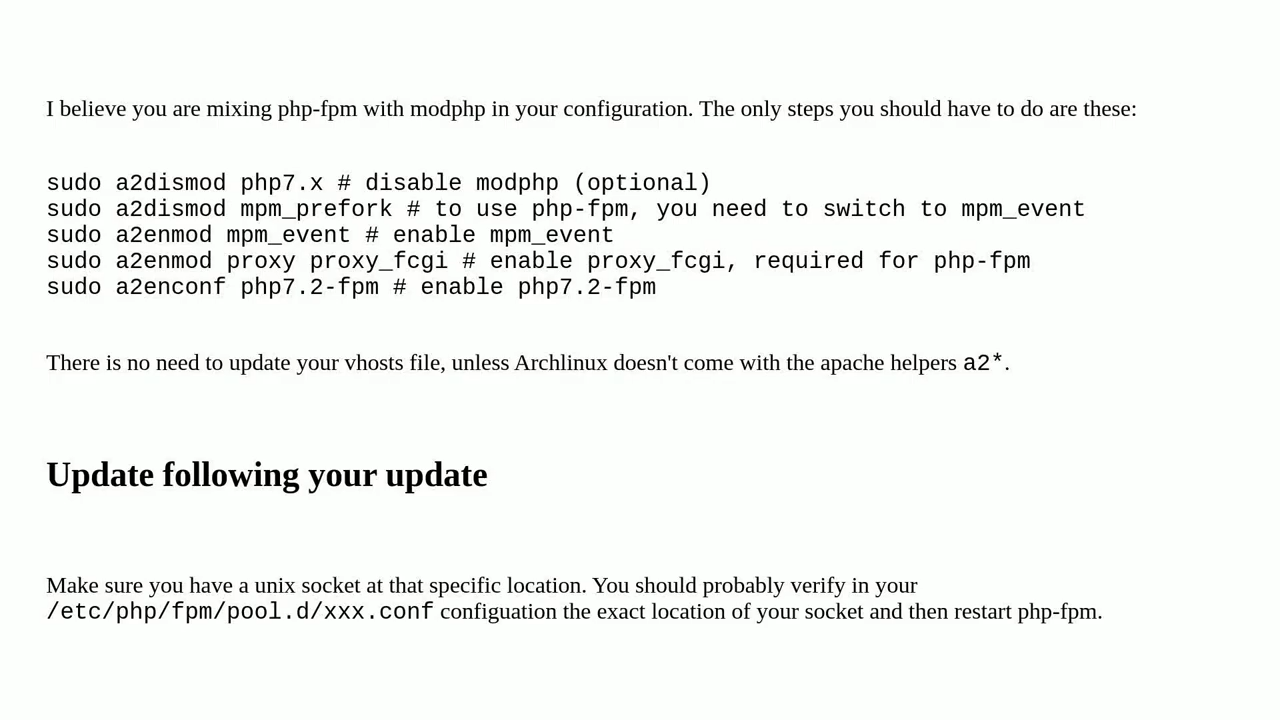 I believe you are mixing php-fpm with modphp in your configuration. The only steps you should have to do are these:
sudo a2dismod php7.x # disable modphp (optional)
sudo a2dismod mpm_prefork # to use php-fpm, you need to switch to mpm_event
sudo a2enmod mpm_event # enable mpm_event
sudo a2enmod proxy proxy_fcgi # enable proxy_fcgi, required for php-fpm
sudo a2enconf php7.2-fpm # enable php7.2-fpm
There is no need to update your vhosts file, unless Archlinux doesn't come with the apache helpers a2*.
Update following your update
Make sure you have a unix socket at that specific location. You should probably verify in your
/etc/php/fpm/pool.d/xxx.conf configuation the exact location of your socket and then restart php-fpm.